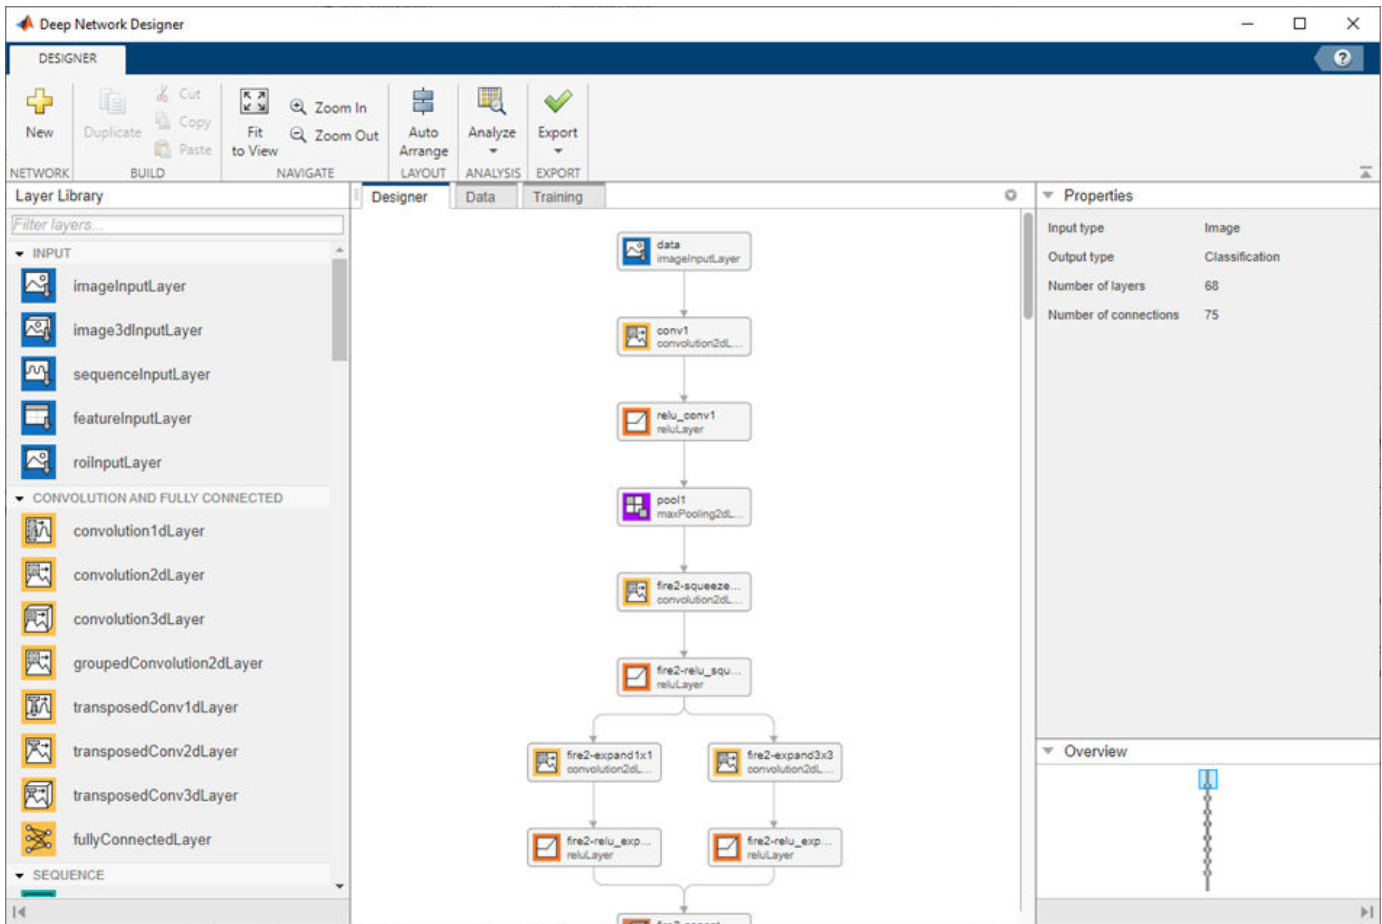 Deep Network Designer
DESIGNER
?
New
Duplicate
Cut
Copy
Paste
Fit
to View
Zoom In
Zoom Out
Auto
Arrange
Analyze
Export
NETWORK
BUILD
NAVIGATE
LAYOUT
ANALYSIS
EXPORT
Layer Library
Filter layers...
INPUT
imageInputLayer
image3dInputLayer
sequenceInputLayer
featureInputLayer
roiInputLayer
CONVOLUTION AND FULLY CONNECTED
convolution1dLayer
convolution2dLayer
convolution3dLayer
groupedConvolution2dLayer
transposedConv1dLayer
transposedConv2dLayer
transposedConv3dLayer
fullyConnectedLayer
SEQUENCE
Designer
Data
Training
data
imageInputLayer
conv1
convolution2dL...
relu_conv1
reluLayer
pool1
maxPooling2dL...
fire2-squeeze...
convolution2dL...
fire2-relu_squ...
reluLayer
fire2-expand1x1
convolution2dL...
fire2-expand3x3
convolution2dL...
fire2-relu_exp...
reluLayer
fire2-relu_exp...
reluLayer
Properties
Input type Image
Output type Classification
Number of layers 68
Number of connections 75
Overview